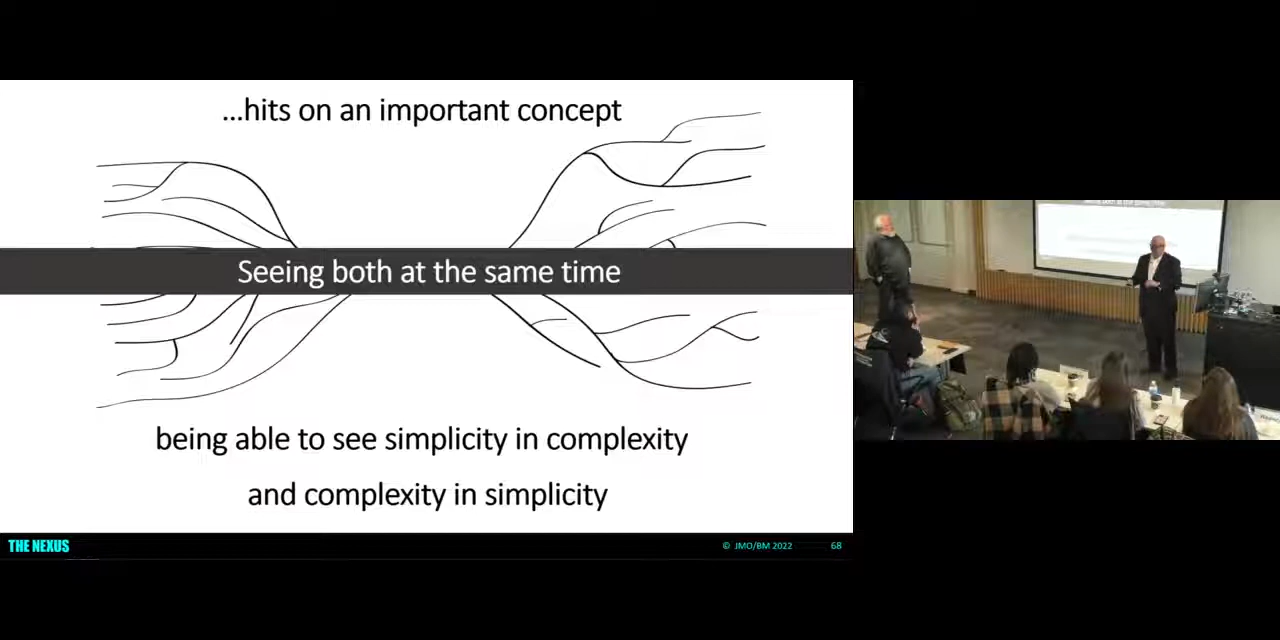 ...hits on an important concept
Seeing both at the same time
being able to see simplicity in complexity
and complexity in simplicity
THE NEXUS
© JMO/BM 2022
68